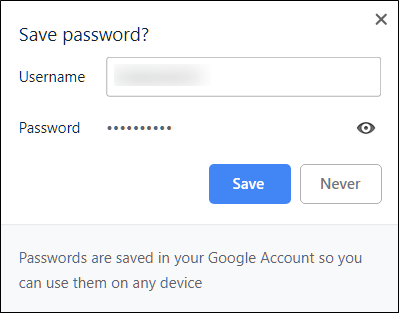 Save password?
Username
Password ••••••••••
Save Never
Passwords are saved in your Google Account so you
can use them on any device